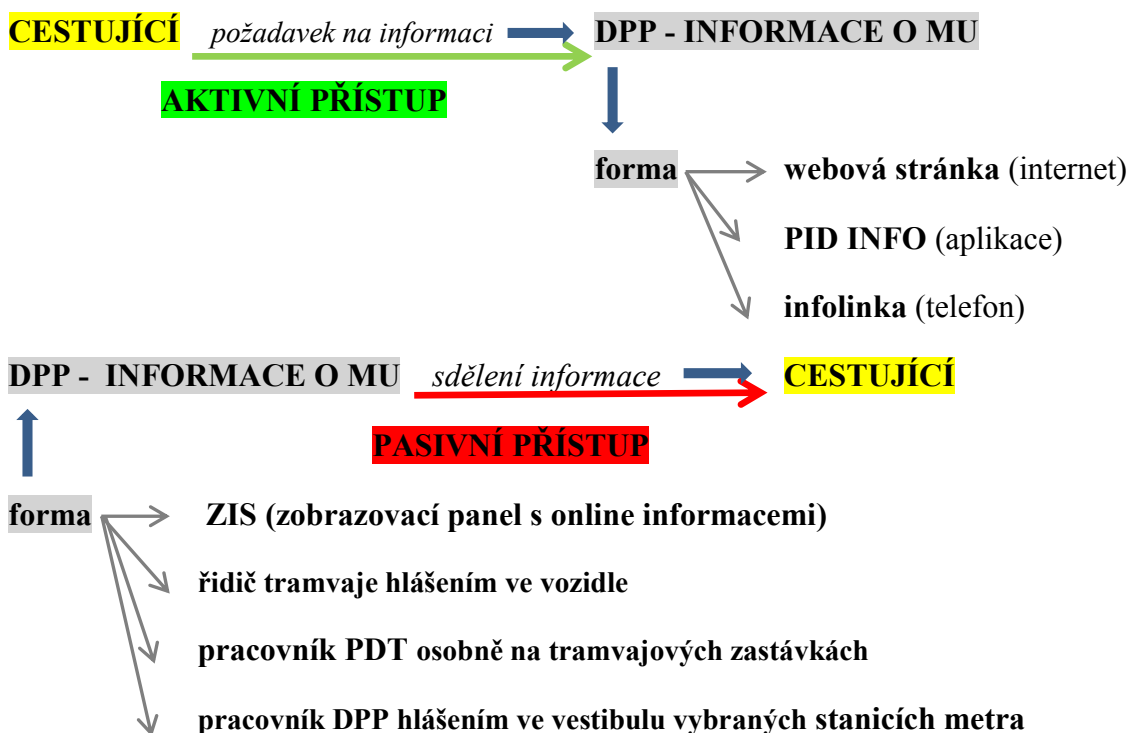 CESTUJÍCÍ požadavek na informaci DPP - INFORMACE O MU
AKTIVNÍ PŘÍSTUP
forma webová stránka (internet)
PID INFO (aplikace)
infolinka (telefon)
DPP - INFORMACE O MU sdělení informace CESTUJÍCÍ
PASIVNÍ PŘÍSTUP
forma ZIS (zobrazovací panel s online informacemi)
řidič tramvaje hlášením ve vozidle
pracovník PDT osobně na tramvajových zastávkách
pracovník DPP hlášením ve vestibulu vybraných stanicích metra